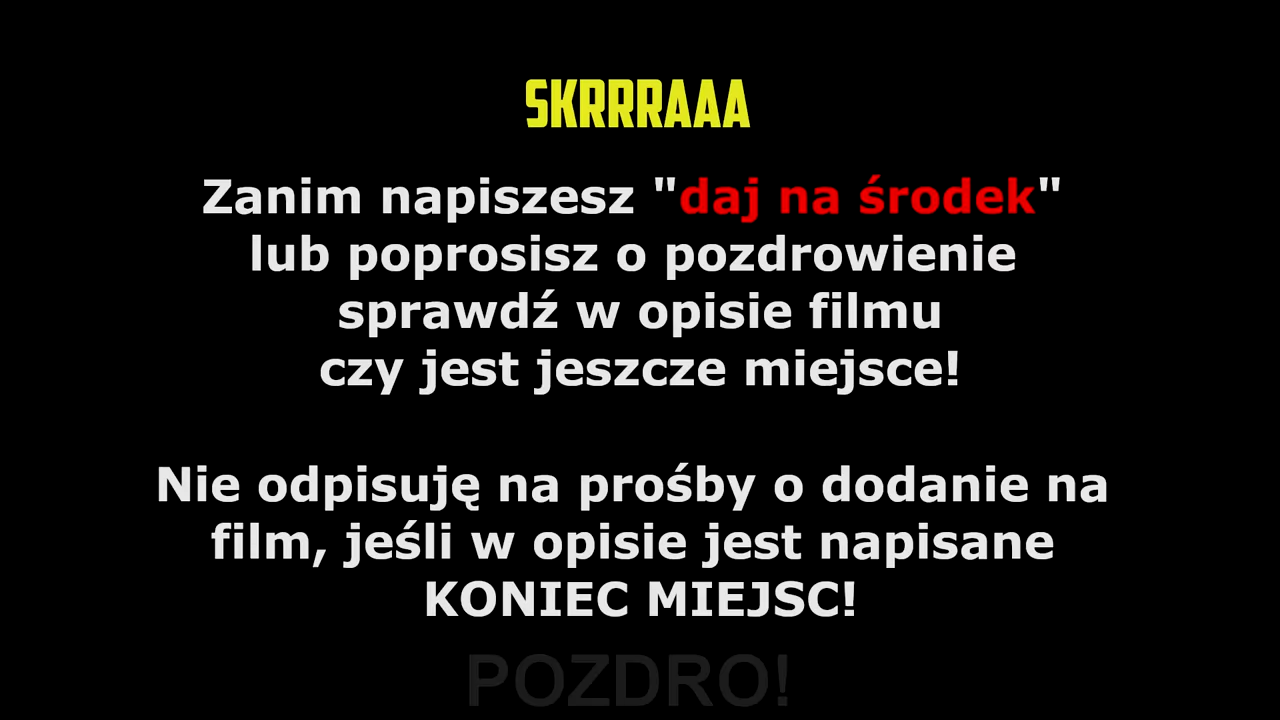 SKRRRAAA
Zanim napiszesz "daj na środek"
lub poprosisz o pozdrowienie
sprawdź w opisie filmu
czy jest jeszcze miejsce!
Nie odpisuję na prośby o dodanie na
film, jeśli w opisie jest napisane
KONIEC MIEJSC!
POZDRO!